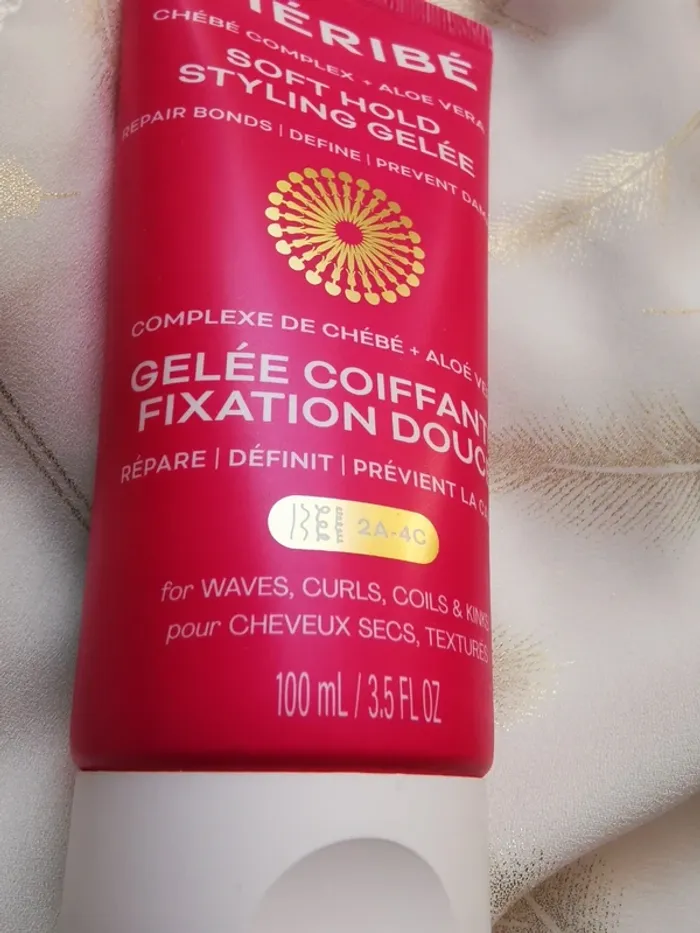 CHÉBÉ COMPLEX + ALOE VERA
SOFT HOLD
STYLING GELÉE
REPAIR BONDS | DEFINE | PREVENT
COMPLEXE DE CHÉBÉ + ALOÉ
GELÉE COIFFANT
FIXATION DOUC
RÉPARE | DÉFINIT | PRÉVIENT LA
2A-4C
for WAVES, CURLS, COILS & KINKS
pour CHEVEUX SECS, TEXTURÉS
100 mL / 3.5 FL OZ